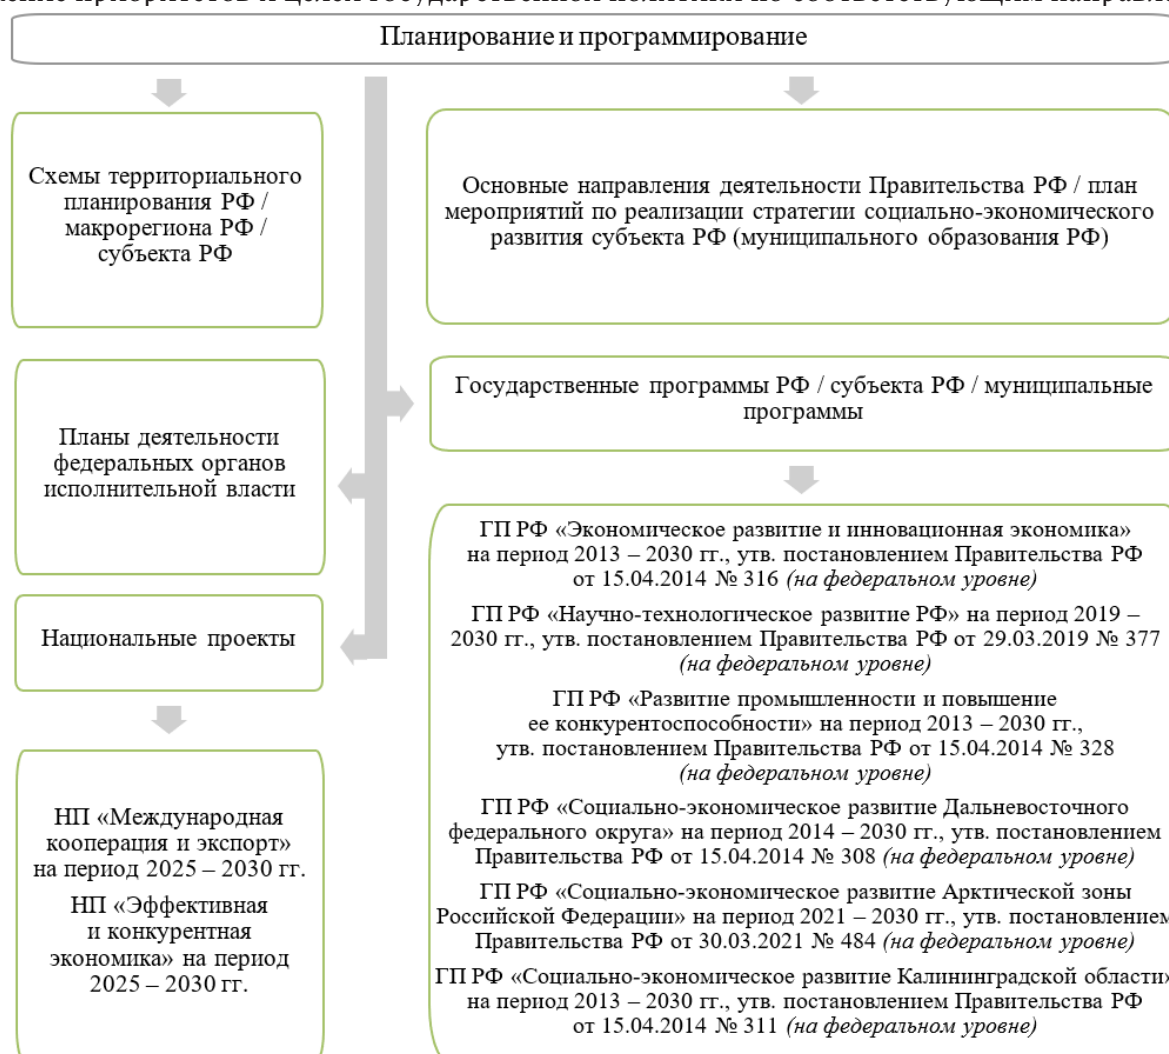 приоритетов и целей государственной политики по соответствующим
Планирование и программирование
Схемы территориального
планирования РФ /
макрорегиона РФ /
субъекта РФ
Основные направления деятельности Правительства РФ / план
мероприятий по реализации стратегии социально-экономического
развития субъекта РФ (муниципального образования РФ)
Планы деятельности
федеральных органов
исполнительной власти
Государственные программы РФ / субъекта РФ / муниципальные
программы
Национальные проекты
НП «Международная
кооперация и экспорт»
на период 2025 – 2030 гг.
НП «Эффективная
и конкурентная
экономика» на период
2025 – 2030 гг.
ГП РФ «Экономическое развитие и инновационная экономика»
на период 2013 – 2030 гг., утв. постановлением Правительства РФ
от 15.04.2014 № 316 (на федеральном уровне)
ГП РФ «Научно-технологическое развитие РФ» на период 2019 –
2030 гг., утв. постановлением Правительства РФ от 29.03.2019 № 377
(на федеральном уровне)
ГП РФ «Развитие промышленности и повышение
ее конкурентоспособности» на период 2013 – 2030 гг.,
утв. постановлением Правительства РФ от 15.04.2014 № 328
(на федеральном уровне)
ГП РФ «Социально-экономическое развитие Дальневосточного
федерального округа» на период 2014 – 2030 гг., утв. постановлением
Правительства РФ от 15.04.2014 № 308 (на федеральном уровне)
ГП РФ «Социально-экономическое развитие Арктической зоны
Российской Федерации» на период 2021 – 2030 гг., утв. постановлением
Правительства РФ от 30.03.2021 № 484 (на федеральном уровне)
ГП РФ «Социально-экономическое развитие Калининградской области»
на период 2013 – 2030 гг., утв. постановлением Правительства РФ
от 15.04.2014 № 311 (на федеральном уровне)